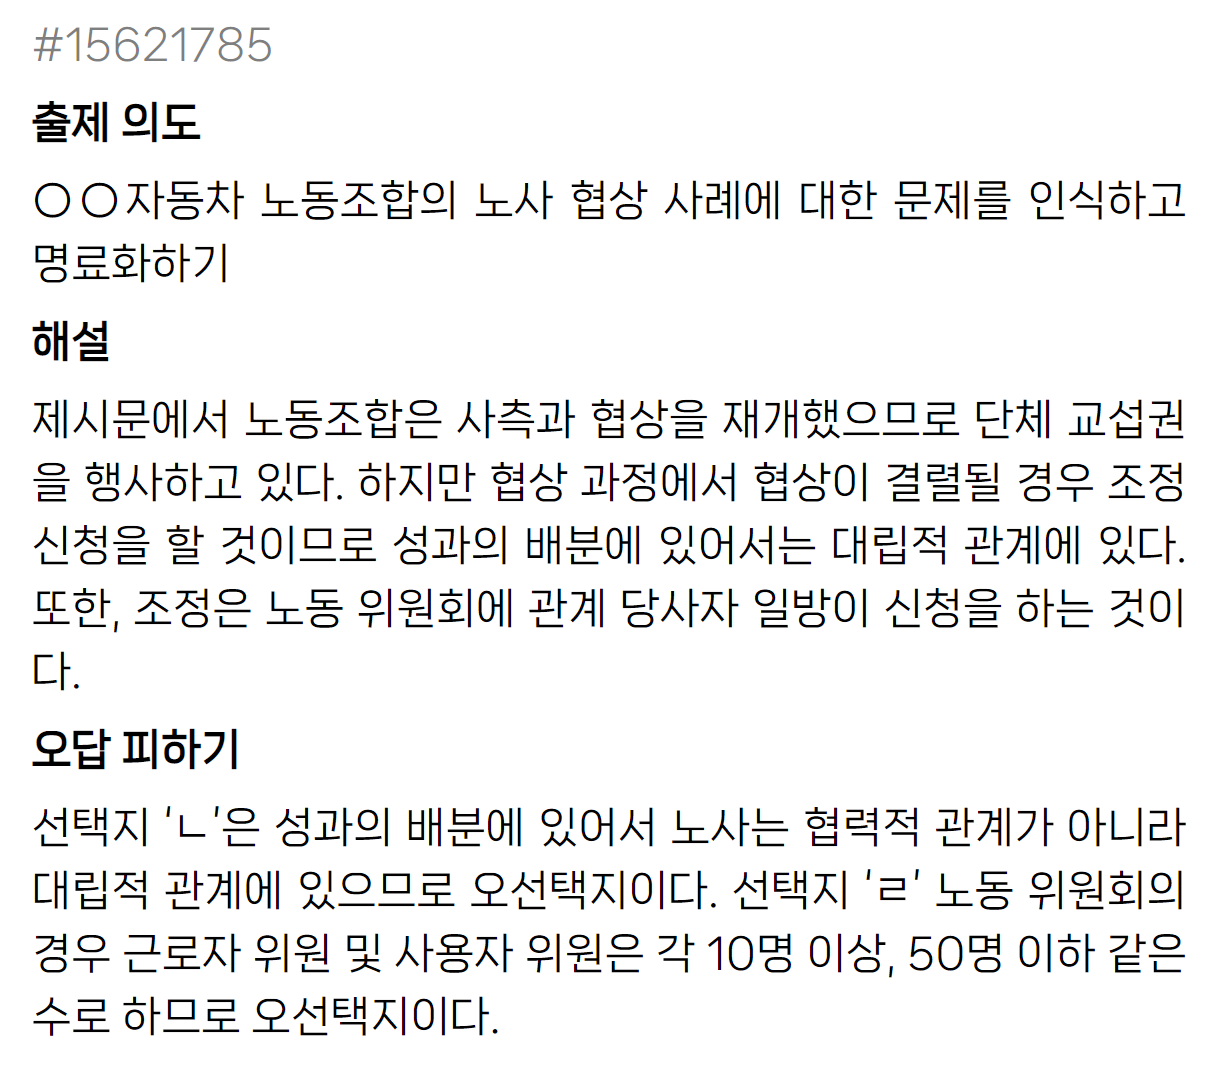 #15621785
출제 의도
○○자동차 노동조합의 노사 협상 사례에 대한 문제를 인식하고
명료화하기
해설
제시문에서 노동조합은 사측과 협상을 재개했으므로 단체 교섭권
을 행사하고 있다. 하지만 협상 과정에서 협상이 결렬될 경우 조정
신청을 할 것이므로 성과의 배분에 있어서는 대립적 관계에 있다.
또한, 조정은 노동 위원회에 관계 당사자 일방이 신청을 하는 것이
다.
오답 피하기
선택지 'ㄴ'은 성과의 배분에 있어서 노사는 협력적 관계가 아니라
대립적 관계에 있으므로 오선택지이다. 선택지 'ㄹ' 노동 위원회의
경우 근로자 위원 및 사용자 위원은 각 10명 이상, 50명 이하 같은
수로 하므로 오선택지이다.